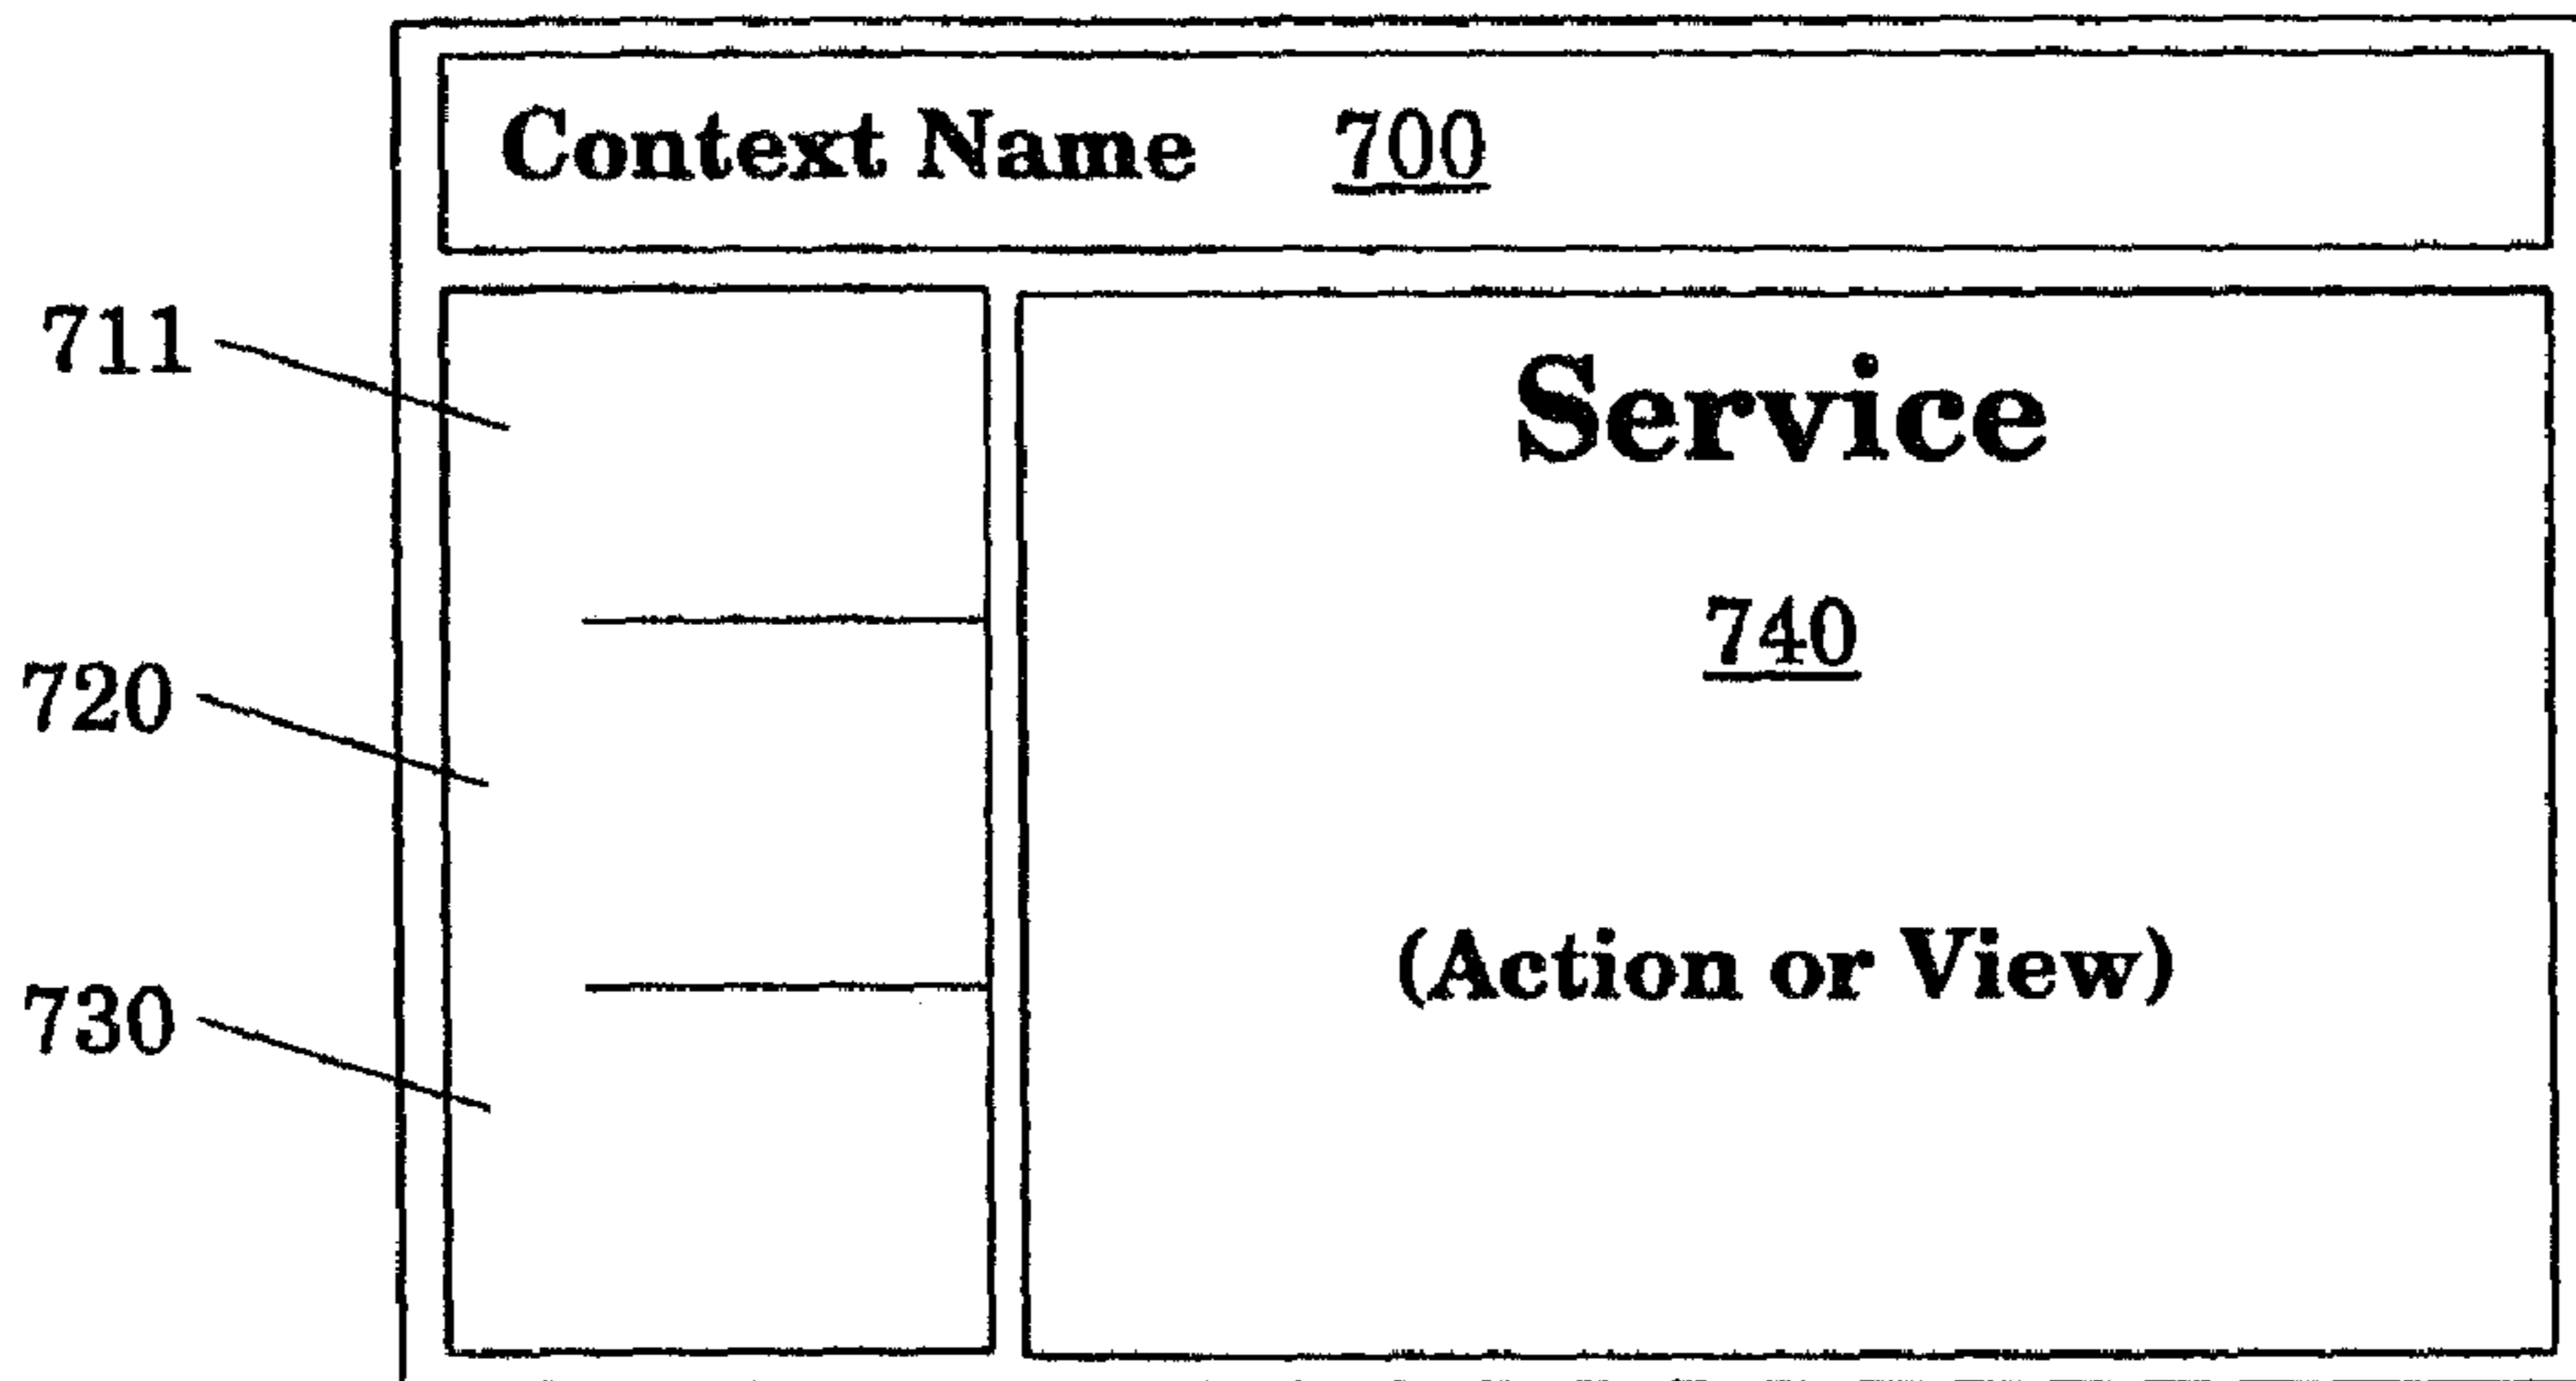 Context Name 700
711
Service
740
720
(Action or View)
730